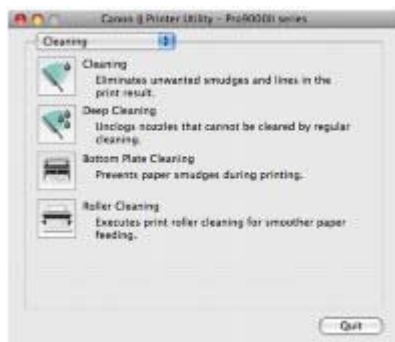 Canon IJ Printer Utility - Pro9000II series
Cleaning
Cleaning
Eliminates unwanted smudges and lines in the
print result.
Deep Cleaning
Unclogs nozzles that cannot be cleared by regular
cleaning.
Bottom Plate Cleaning
Prevents paper smudges during printing.
Roller Cleaning
Executes print roller cleaning for smoother paper
feeding.
Quit